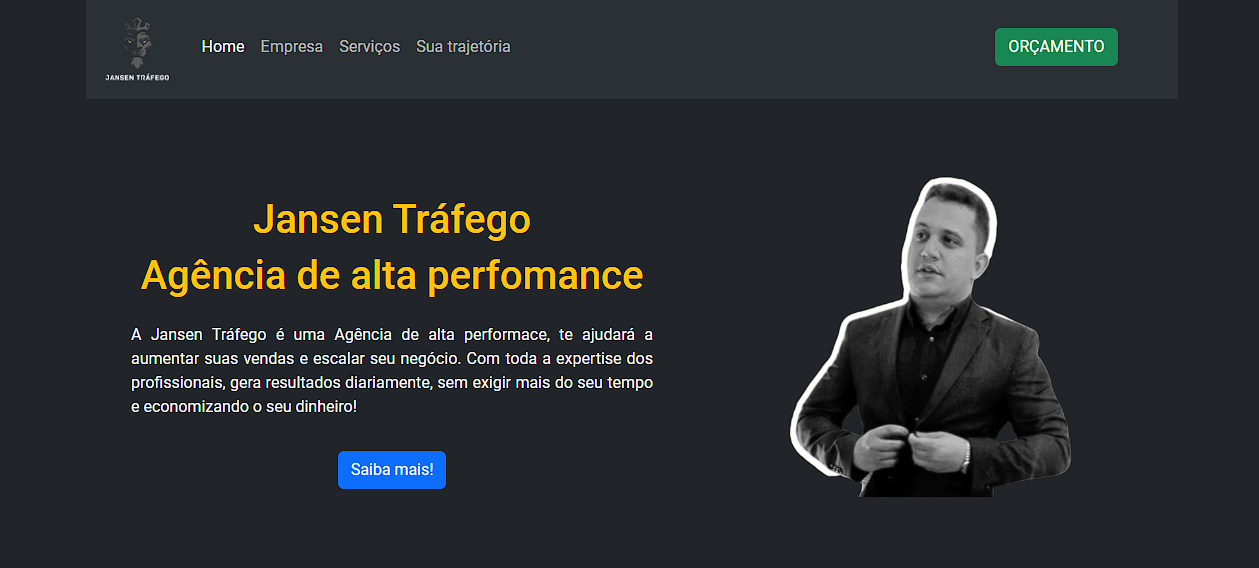 JANSEN TRÁFEGO
Home Empresa Serviços Sua trajetória ORÇAMENTO
Jansen Tráfego
Agência de alta perfomance
A Jansen Tráfego é uma Agência de alta performace, te ajudará a
aumentar suas vendas e escalar seu negócio. Com toda a expertise dos
profissionais, gera resultados diariamente, sem exigir mais do seu tempo
e economizando o seu dinheiro!
Saiba mais!